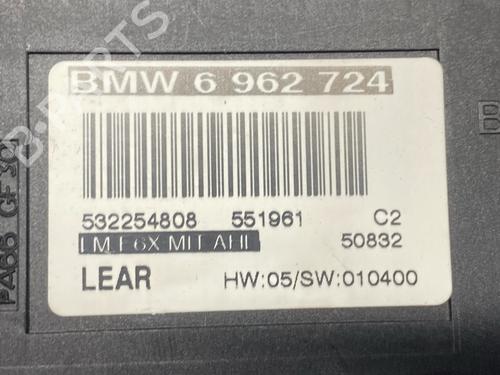 BMW 6 962 724
532254808 551961 C2
LM E6X MIT AHL 50832
LEAR HW:05/SW:010400
B
PA66 GF30
B-PARTS